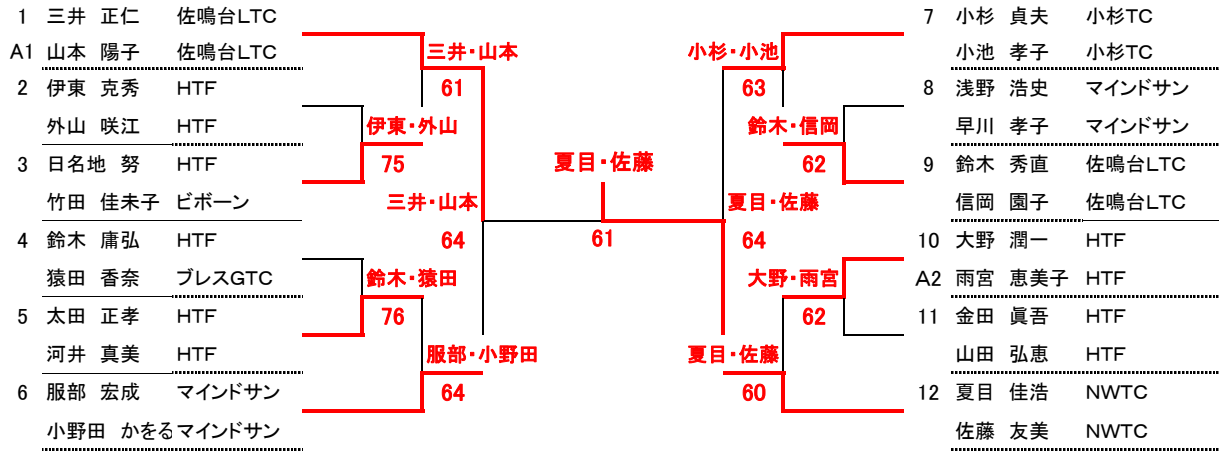 1 三井 正仁 佐鳴台LTC
A1 山本 陽子 佐鳴台LTC
2 伊東 克秀 HTF
外山 咲江 HTF
3 日名地 努 HTF
竹田 佳未子 ビボーン
4 鈴木 庸弘 HTF
猿田 香奈 ブレスGTC
5 太田 正孝 HTF
河井 真美 HTF
6 服部 宏成 マインドサン
小野田 かをる マインドサン
三井・山本
61
伊東・外山
75
三井・山本
64
鈴木・猿田
76
服部・小野田
64
夏目・佐藤
61
小杉・小池
63
鈴木・信岡
62
夏目・佐藤
64
大野・雨宮
62
夏目・佐藤
60
7 小杉 貞夫 小杉TC
小池 孝子 小杉TC
8 浅野 浩史 マインドサン
早川 孝子 マインドサン
9 鈴木 秀直 佐鳴台LTC
信岡 園子 佐鳴台LTC
10 大野 潤一 HTF
A2 雨宮 恵美子 HTF
11 金田 眞吾 HTF
山田 弘恵 HTF
12 夏目 佳浩 NWTC
佐藤 友美 NWTC